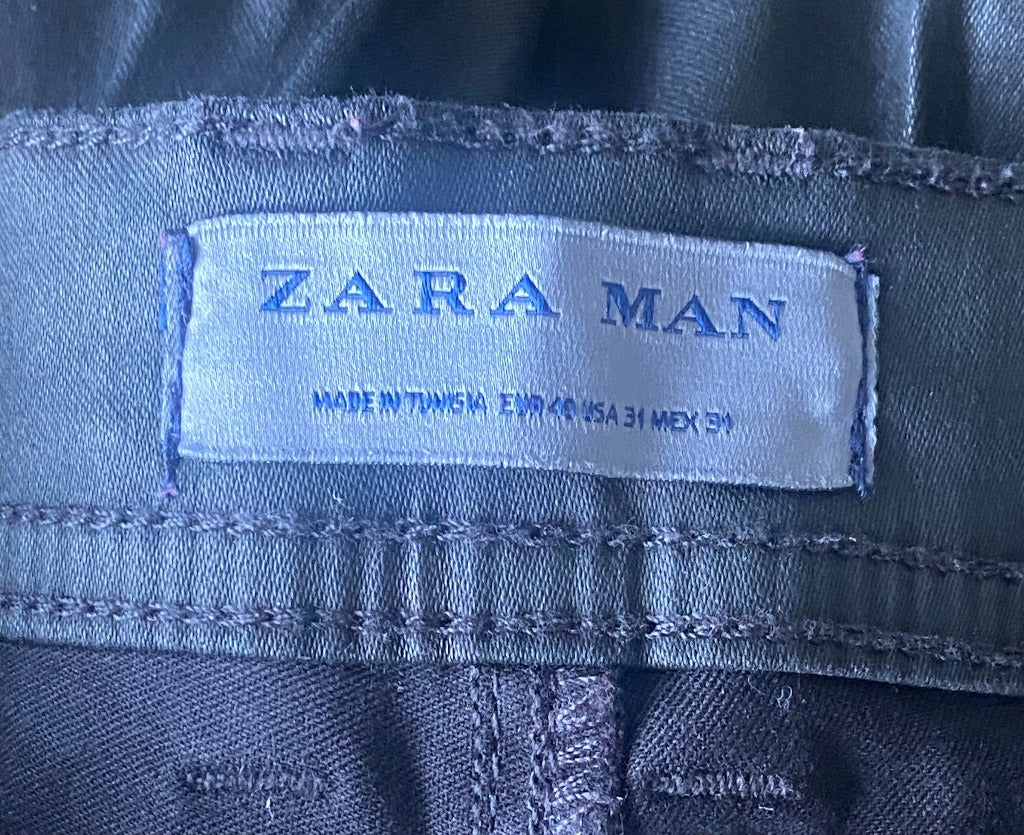 ZARA MAN
MADE IN TUNISIA EUR 40 USA 31 MEX 31